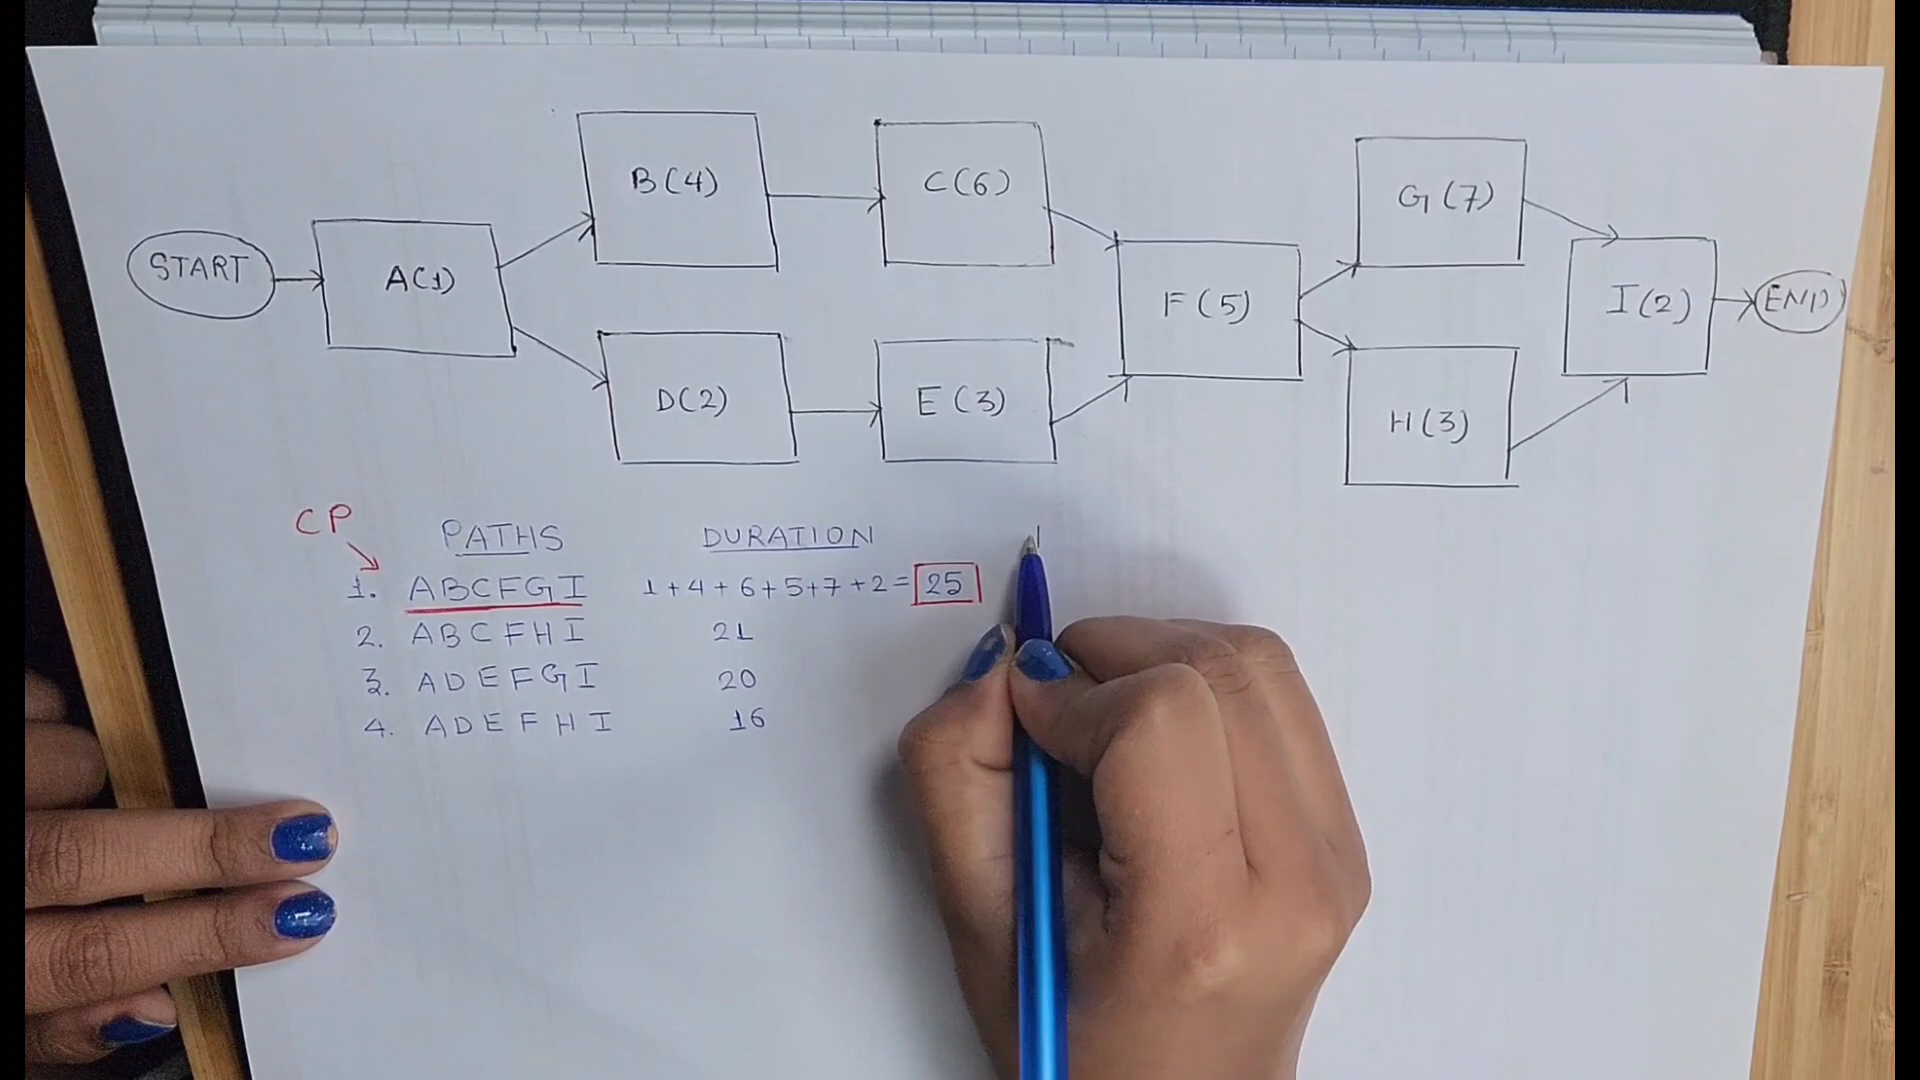 B(4)
C(6)
G(7)
START
A(1)
F(5)
I(2)
END
D(2)
E(3)
H(3)
CP
PATHS DURATION
1. ABCFGI 1+4+6+5+7+2= 25
2. ABCFHI 21
3. ADEFGI 20
4. ADEFHI 16